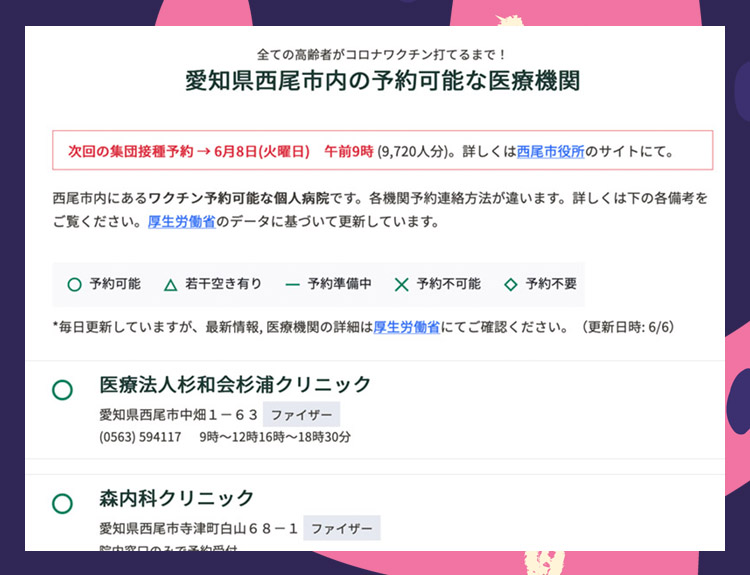 全ての高齢者がコロナワクチン打てるまで！
愛知県西尾市内の予約可能な医療機関
次回の集団接種予約 → 6月8日(火曜日)　午前9時 (9,720人分)。詳しくは西尾市役所のサイトにて。
西尾市内にあるワクチン予約可能な個人病院です。各機関予約連絡方法が違います。詳しくは下の各備考を
ご覧ください。厚生労働省のデータに基づいて更新しています。
予約可能　若干空き有り　予約準備中　予約不可能　予約不要
*毎日更新していますが、最新情報, 医療機関の詳細は厚生労働省にてご確認ください。（更新日時: 6/6）
医療法人杉和会杉浦クリニック
愛知県西尾市中畑１－６３ ファイザー
(0563) 594117　9時〜12時16時〜18時30分
森内科クリニック
愛知県西尾市寺津町白山６８－１ ファイザー
院内窓口のみで予約受付